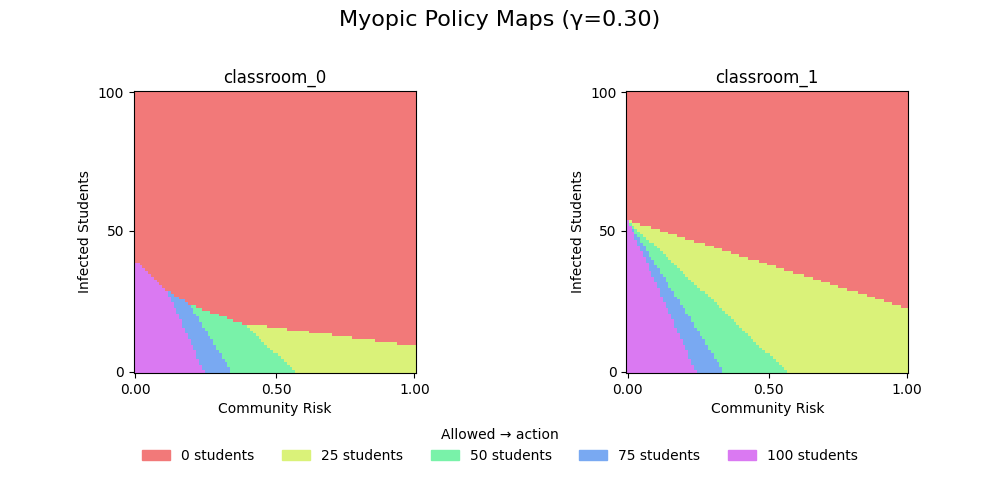 Myopic Policy Maps (γ=0.30)
classroom_0
100
50
0
Infected Students
0.00 0.50 1.00
Community Risk
classroom_1
100
50
0
Infected Students
0.00 0.50 1.00
Community Risk
Allowed → action
0 students 25 students 50 students 75 students 100 students